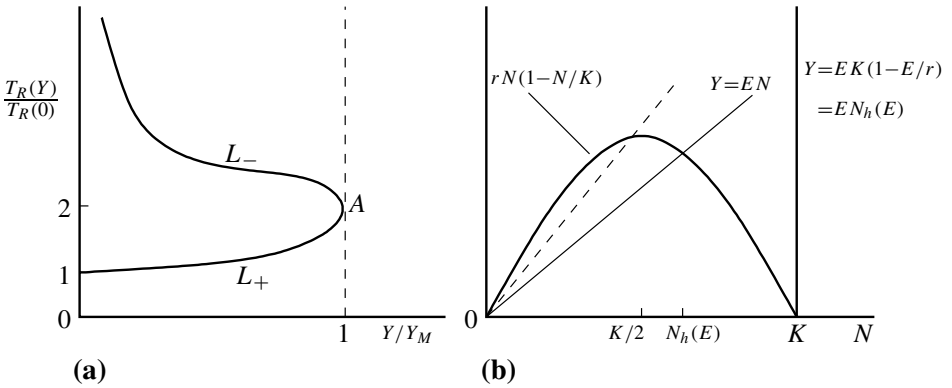 T_R(Y)
T_R(0)
L_−
2
A
1
L_+
0
1
Y/Y_M
(a)
rN(1−N/K)
Y=EN
Y=EK(1−E/r)
=EN_h(E)
0
K/2
N_h(E)
K
N
(b)